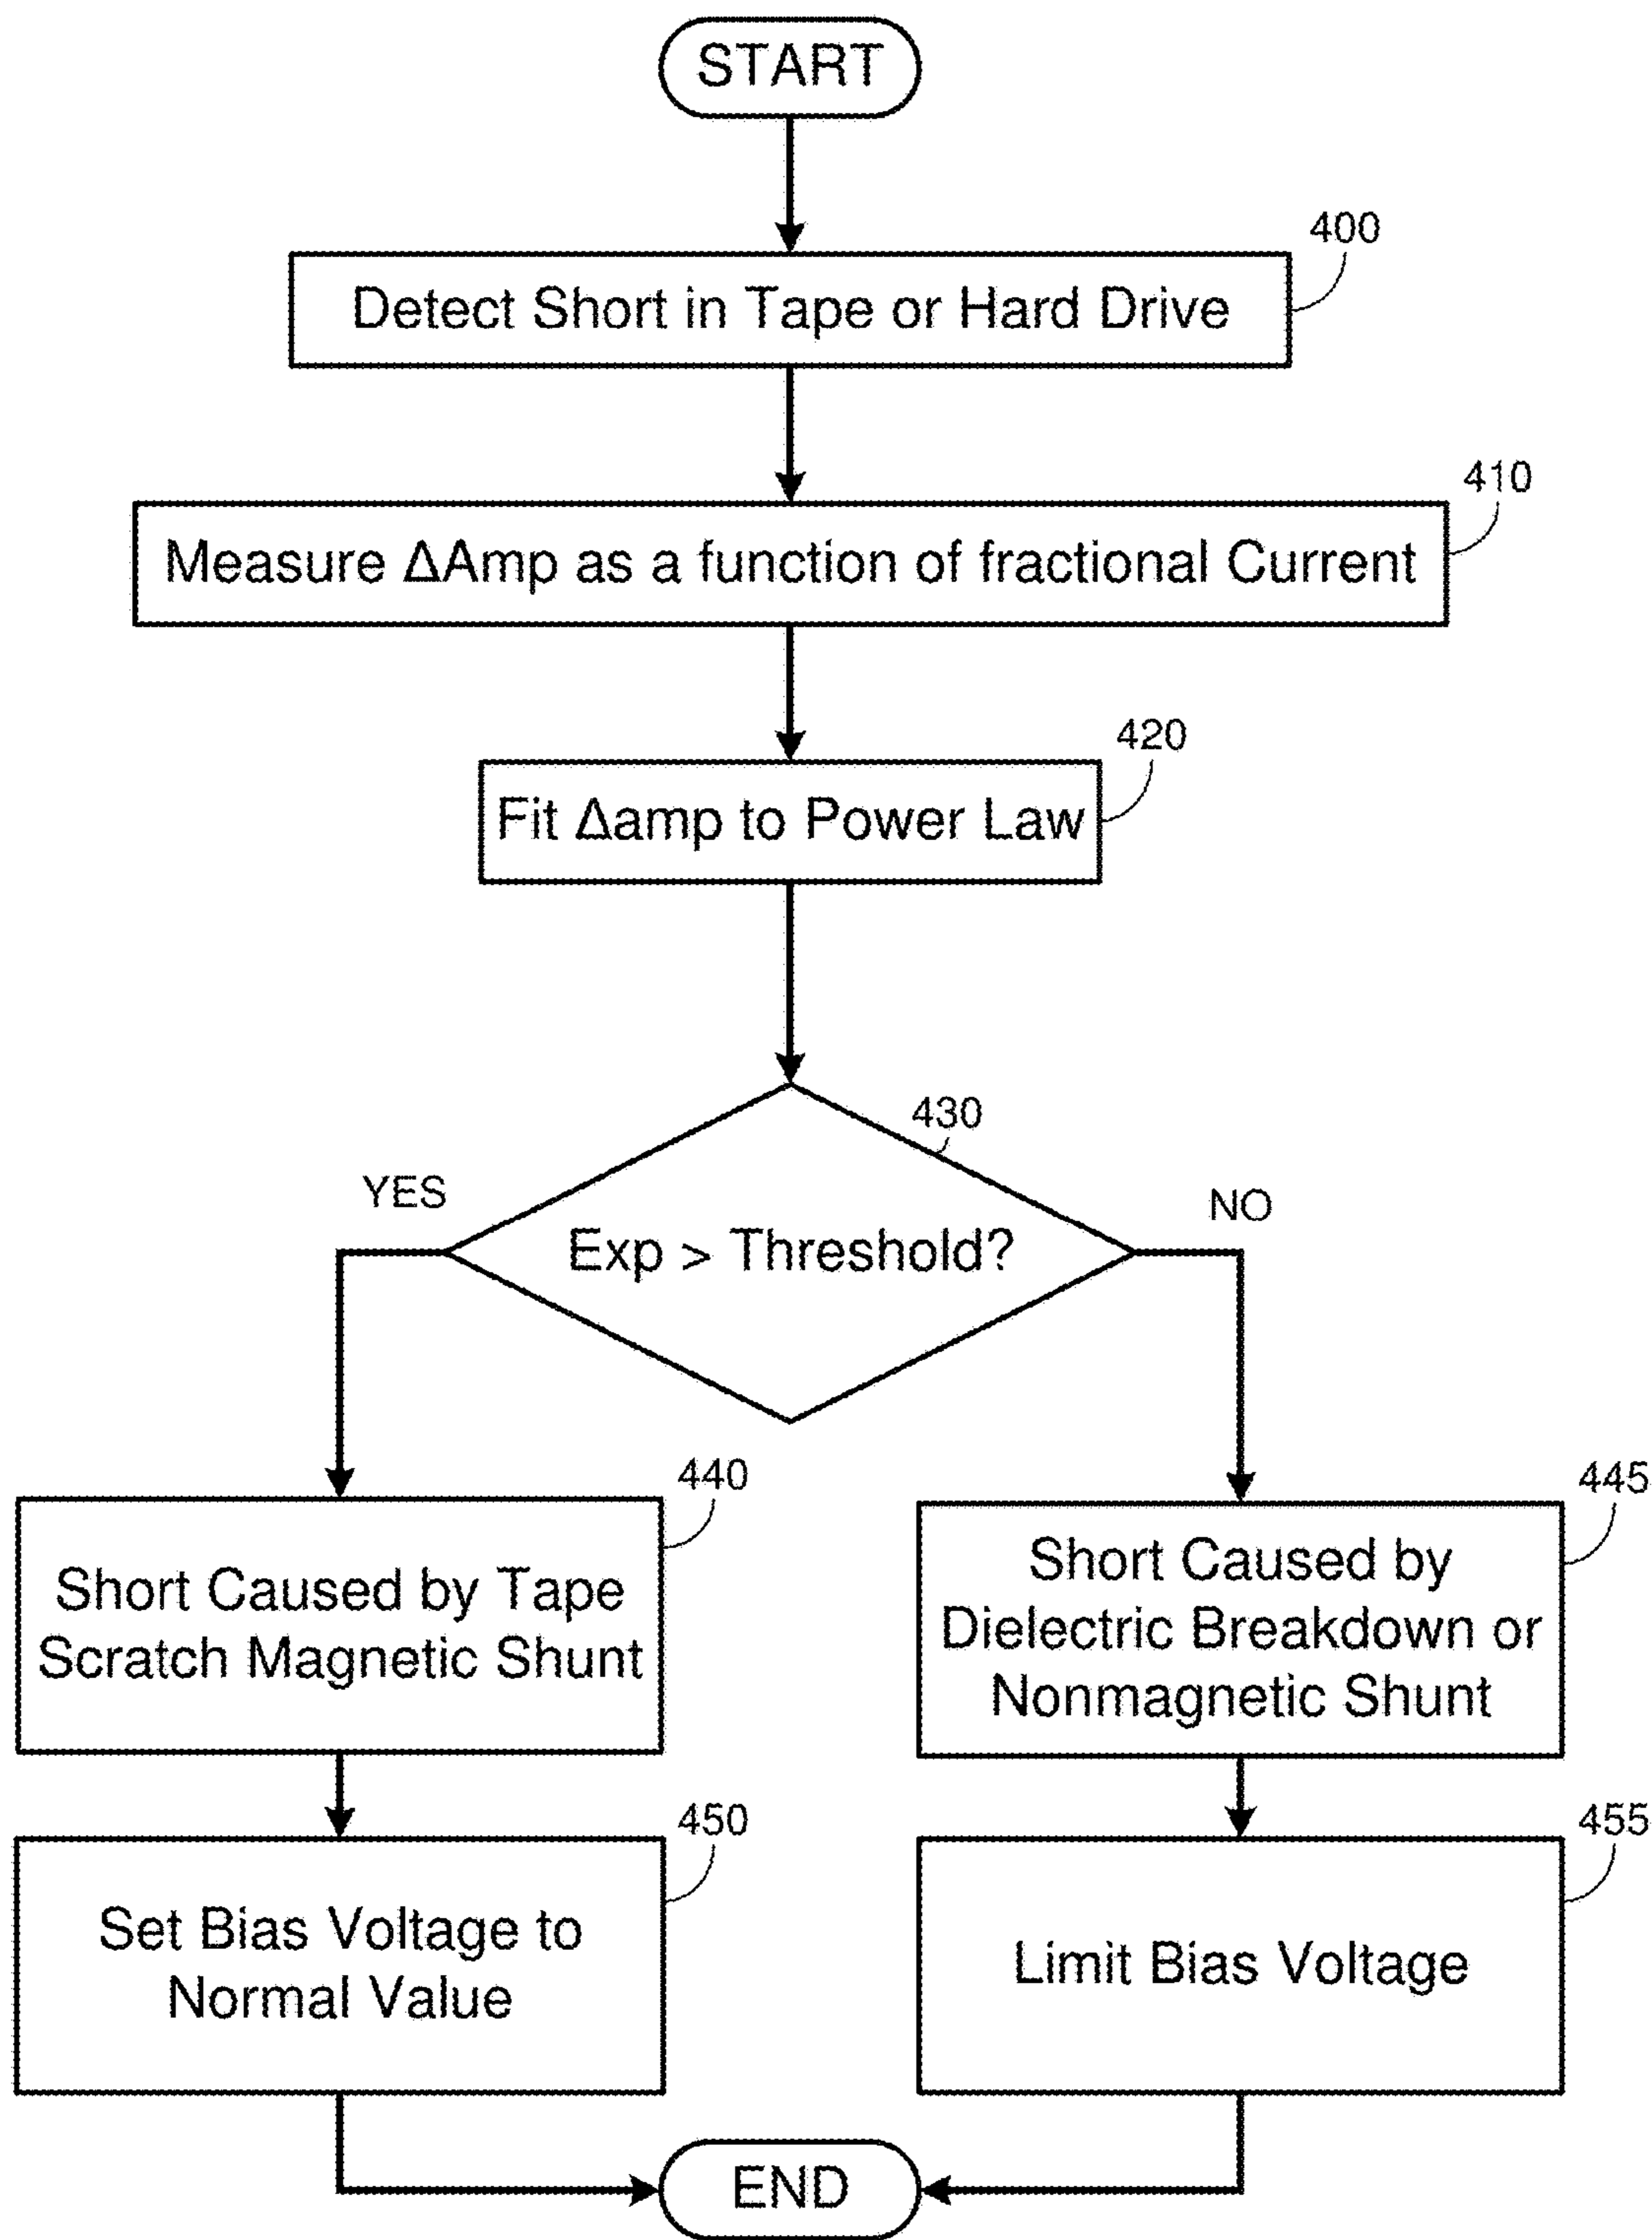 START
400
Detect Short in Tape or Hard Drive
410
Measure ΔAmp as a function of fractional Current
420
Fit Δamp to Power Law
430
YES
NO
Exp > Threshold?
440
445
Short Caused by Tape
Scratch Magnetic Shunt
Short Caused by
Dielectric Breakdown or
Nonmagnetic Shunt
450
455
Set Bias Voltage to
Normal Value
Limit Bias Voltage
END